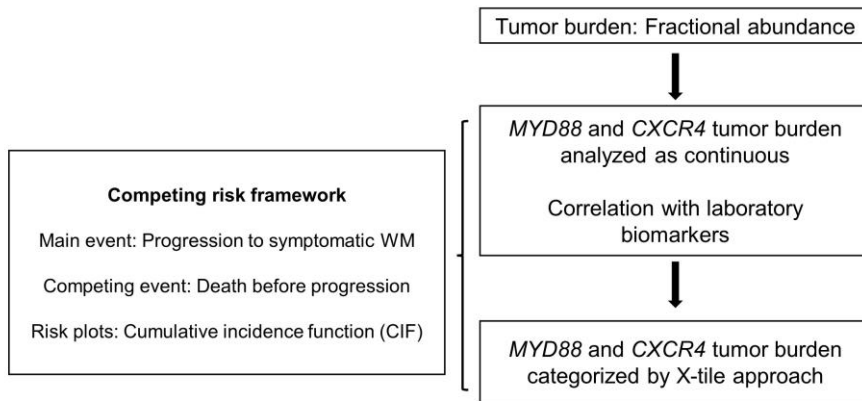 Tumor burden: Fractional abundance
MYD88 and CXCR4 tumor burden
analyzed as continuous
Correlation with laboratory
biomarkers
Competing risk framework
Main event: Progression to symptomatic WM
Competing event: Death before progression
Risk plots: Cumulative incidence function (CIF)
MYD88 and CXCR4 tumor burden
categorized by X-tile approach